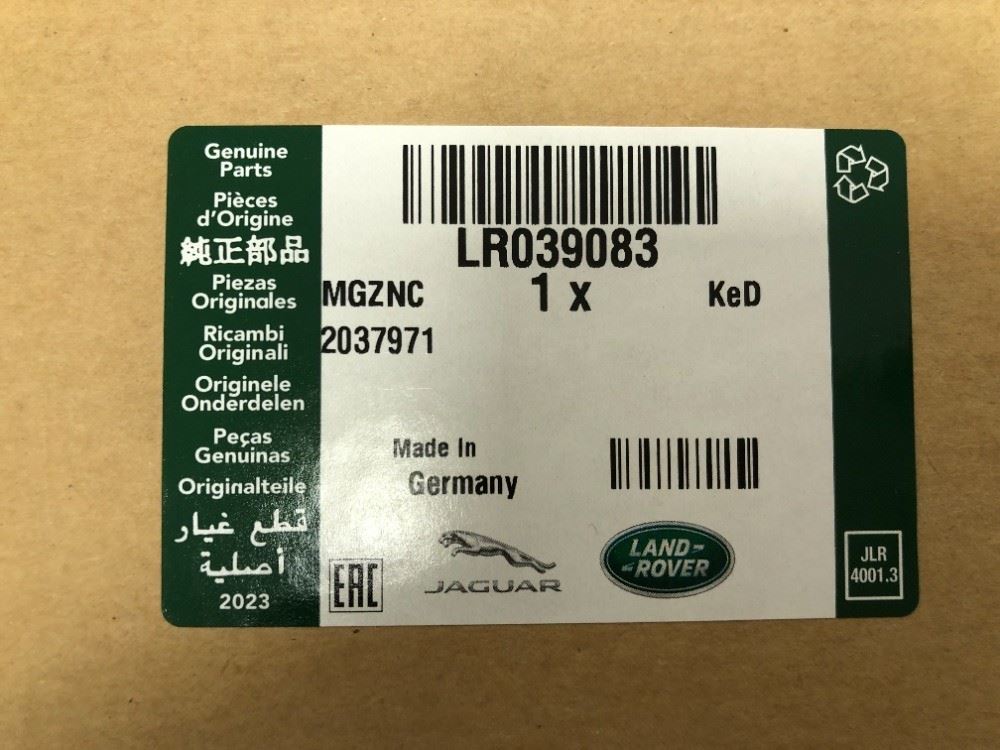 Genuine
Parts
Pièces
d'Origine
純正部品
Piezas
Originales
Ricambi
Originali
Originele
Onderdelen
Peças
Genuinas
Originalteile
قطع غيار
أصلية
2023
LR039083
MGZNC
1 x
KeD
2037971
Made In
Germany
EAC
JAGUAR
LAND-
-ROVER
JLR
4001.3